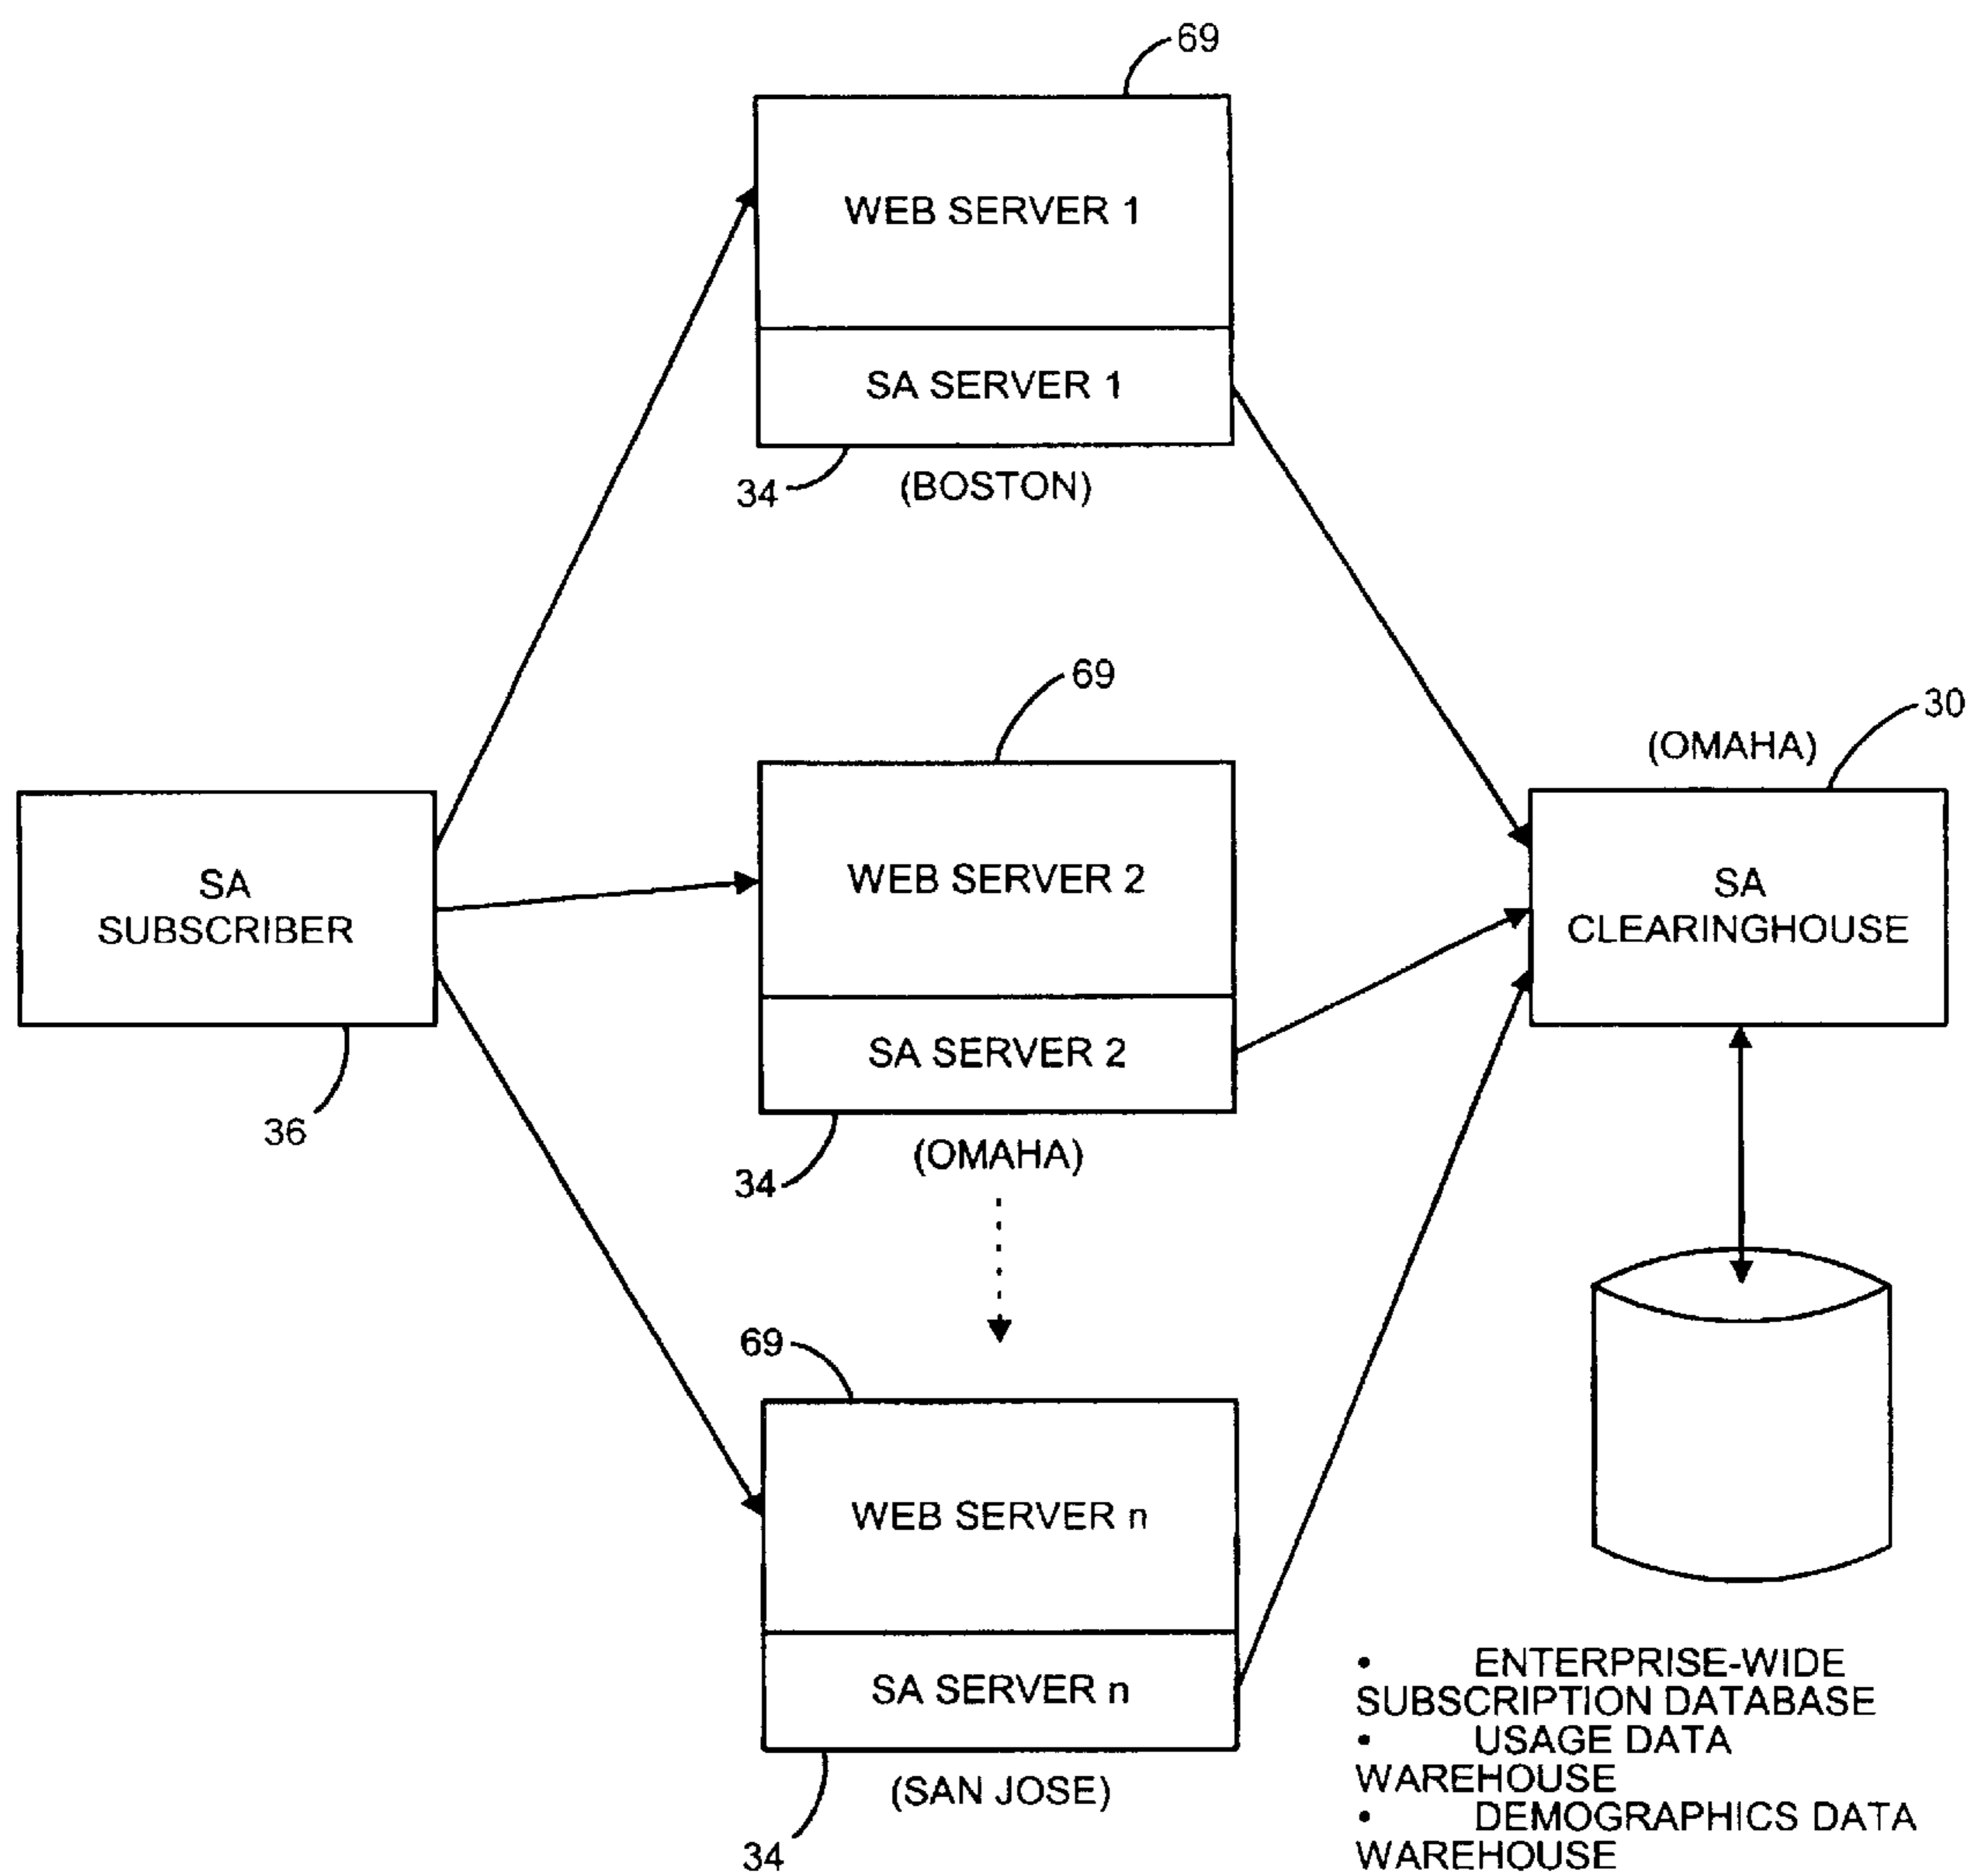 69
WEB SERVER 1
SA SERVER 1
34
(BOSTON)
69
30
(OMAHA)
SA
SUBSCRIBER
WEB SERVER 2
SA
CLEARINGHOUSE
SA SERVER 2
36
34
(OMAHA)
69
WEB SERVER n
SA SERVER n
34
(SAN JOSE)
• ENTERPRISE-WIDE
SUBSCRIPTION DATABASE
• USAGE DATA
WAREHOUSE
• DEMOGRAPHICS DATA
WAREHOUSE